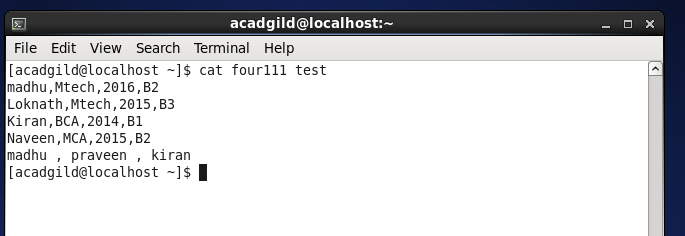 acadgild@localhost:~
File Edit View Search Terminal Help
[acadgild@localhost ~]$ cat four111 test
madhu,Mtech,2016,B2
Loknath,Mtech,2015,B3
Kiran,BCA,2014,B1
Naveen,MCA,2015,B2
madhu , praveen , kiran
[acadgild@localhost ~]$